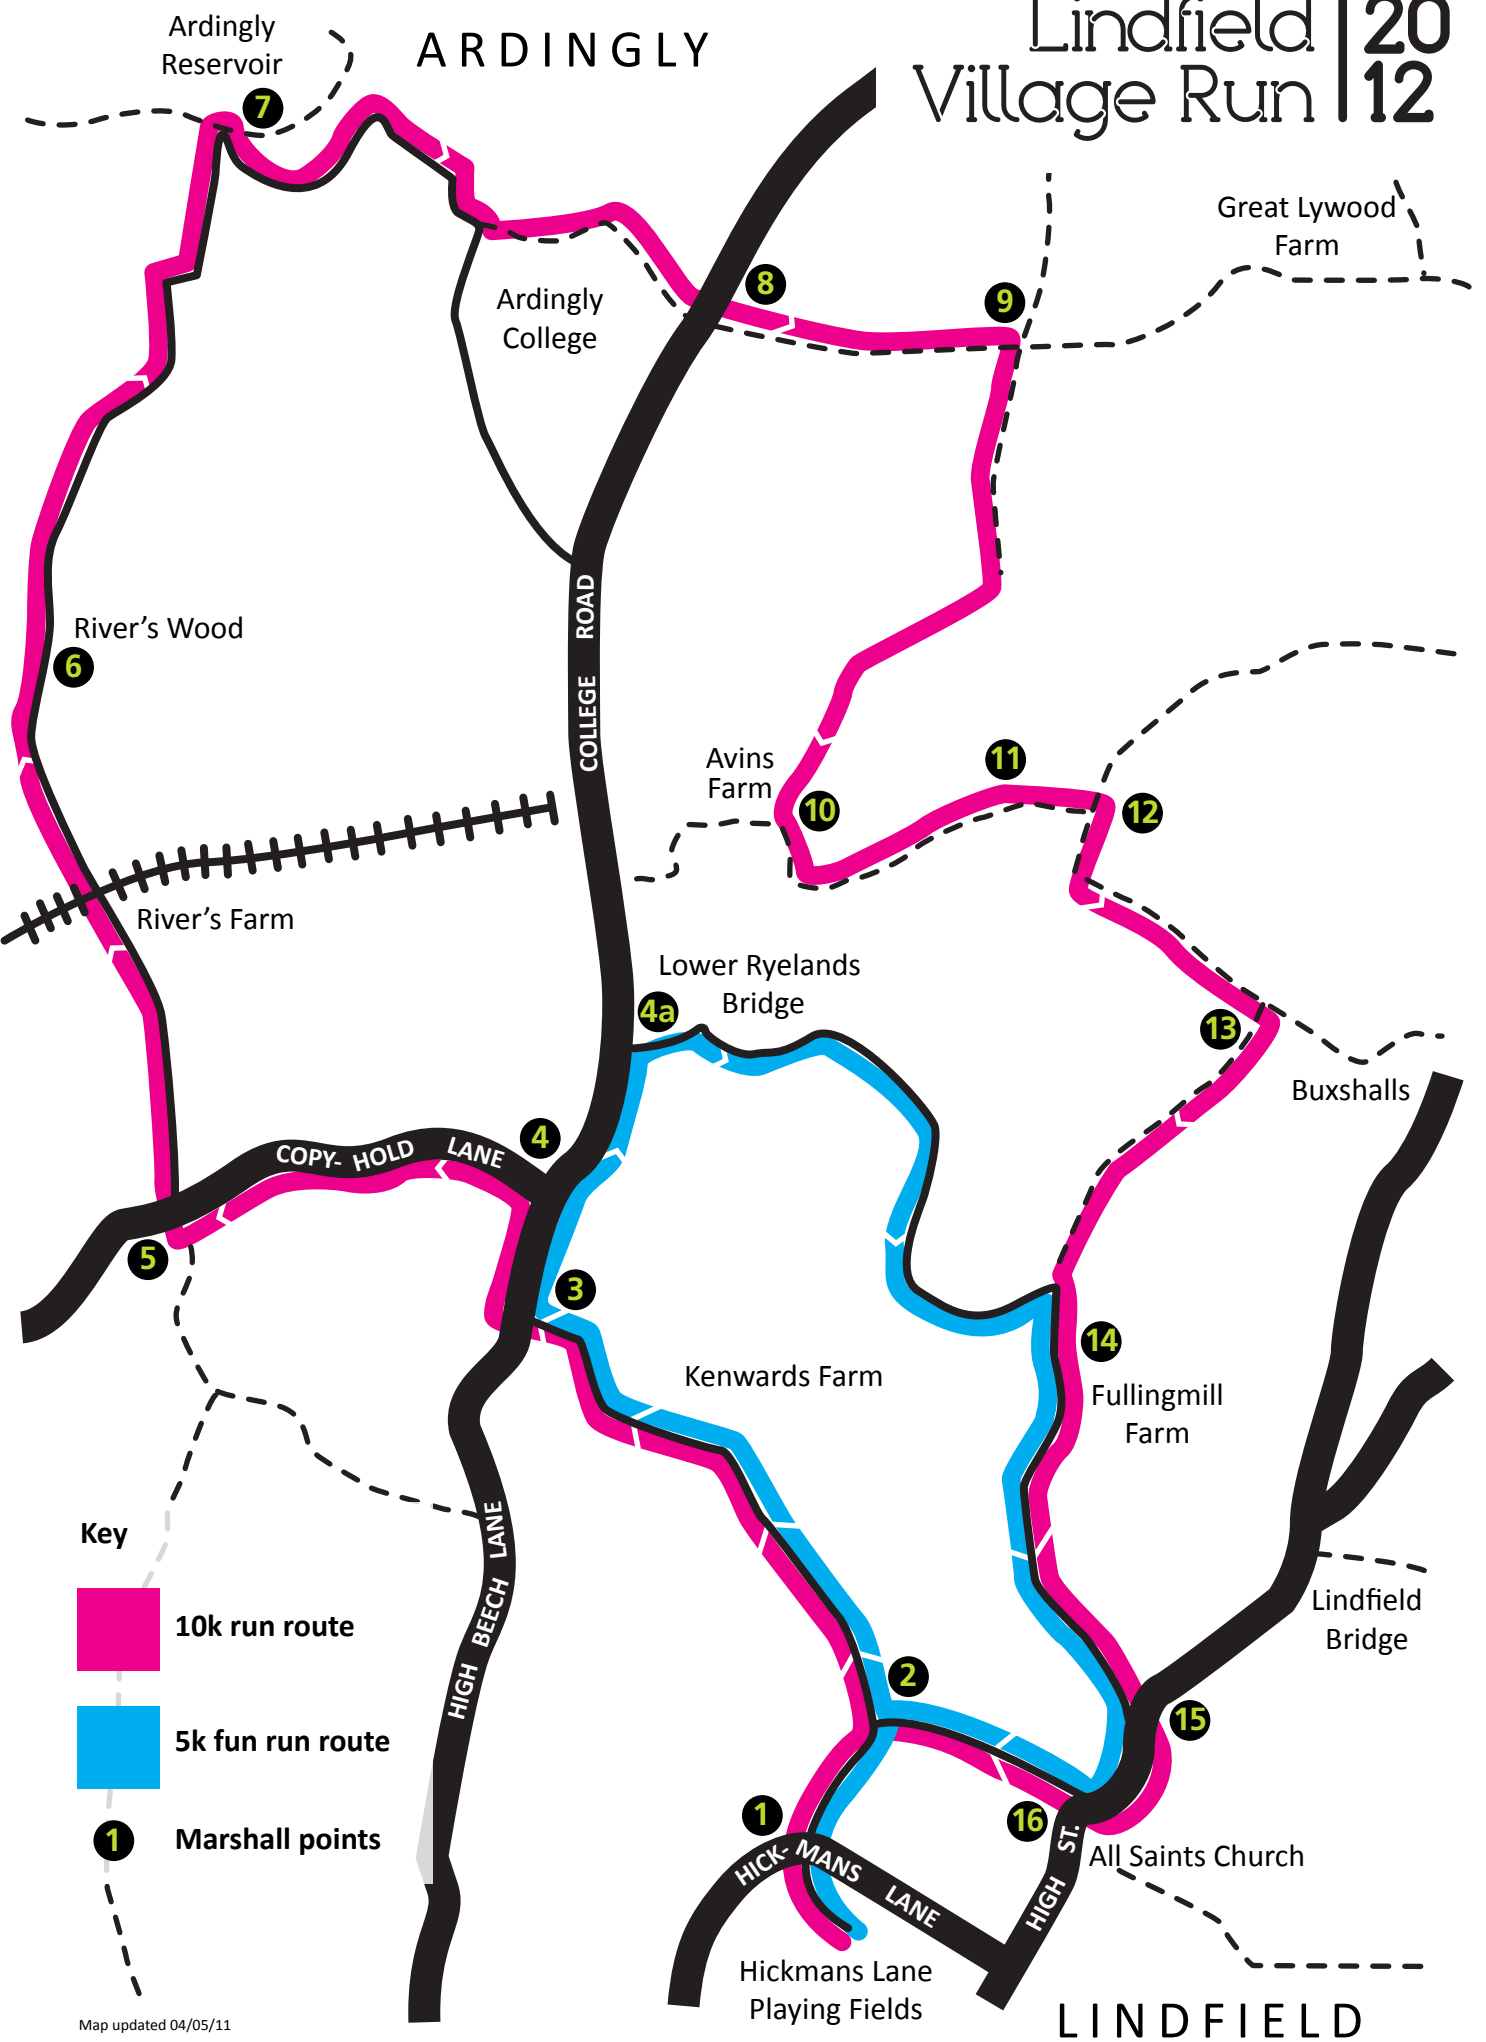 Lindfield
Village Run
20
12
Ardingly
Reservoir
ARDINGLY
7
Great Lywood
Farm
8
9
Ardingly
College
COLLEGE ROAD
River’s Wood
6
Avins
Farm
10
11
12
River’s Farm
Lower Ryelands
Bridge
4a
13
Buxshalls
4
COPY- HOLD LANE
5
3
14
Kenwards Farm
Fullingmill
Farm
HIGH BEECH LANE
Lindfield
Bridge
2
15
1
16
HICK- MANS LANE
HIGH ST.
All Saints Church
Hickmans Lane
Playing Fields
LINDFIELD
Key
10k run route
5k fun run route
1
Marshall points
Map updated 04/05/11